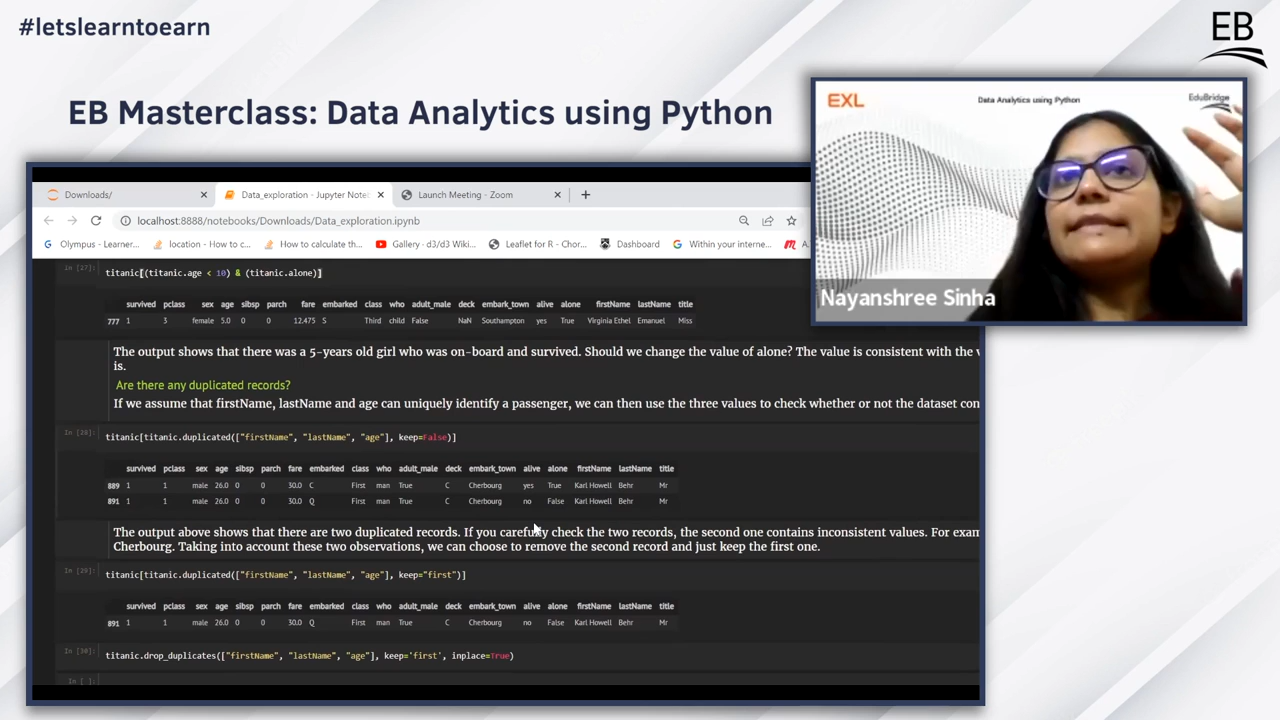 #letslearntoearn
EB
EB Masterclass: Data Analytics using Python
EXL
Data Analytics using Python
EduBridge
Nayanshree Sinha
Downloads/
Data_exploration - Jupyter Note
Launch Meeting - Zoom
localhost:8888/notebooks/Downloads/Data_exploration.ipynb
Olympus - Learner... location - How to c... How to calculate th... Gallery · d3/d3 Wiki... Leaflet for R - Chor... Dashboard Within your interne...
In [27]: titanic[(titanic.age < 10) & (titanic.alone)]
survived pclass sex age sibsp parch fare embarked class who adult_male deck embark_town alive alone firstName lastName title
777 1 3 female 5.0 0 0 12.475 S Third child False NaN Southampton yes True Virginia Ethel Emanuel Miss
The output shows that there was a 5-years old girl who was on-board and survived. Should we change the value of alone? The value is consistent with the
is.
Are there any duplicated records?
If we assume that firstName, lastName and age can uniquely identify a passenger, we can then use the three values to check whether or not the dataset con
In [28]: titanic[titanic.duplicated(["firstName", "lastName", "age"], keep=False)]
survived pclass sex age sibsp parch fare embarked class who adult_male deck embark_town alive alone firstName lastName title
889 1 1 male 26.0 0 0 30.0 C First man True C Cherbourg yes True Karl Howell Behr Mr
891 1 1 male 26.0 0 0 30.0 Q First man True C Cherbourg no False Karl Howell Behr Mr
The output above shows that there are two duplicated records. If you carefully check the two records, the second one contains inconsistent values. For exam
Cherbourg. Taking into account these two observations, we can choose to remove the second record and just keep the first one.
In [29]: titanic[titanic.duplicated(["firstName", "lastName", "age"], keep="first")]
survived pclass sex age sibsp parch fare embarked class who adult_male deck embark_town alive alone firstName lastName title
891 1 1 male 26.0 0 0 30.0 Q First man True C Cherbourg no False Karl Howell Behr Mr
In [30]: titanic.drop_duplicates(["firstName", "lastName", "age"], keep='first', inplace=True)
In [ ]: